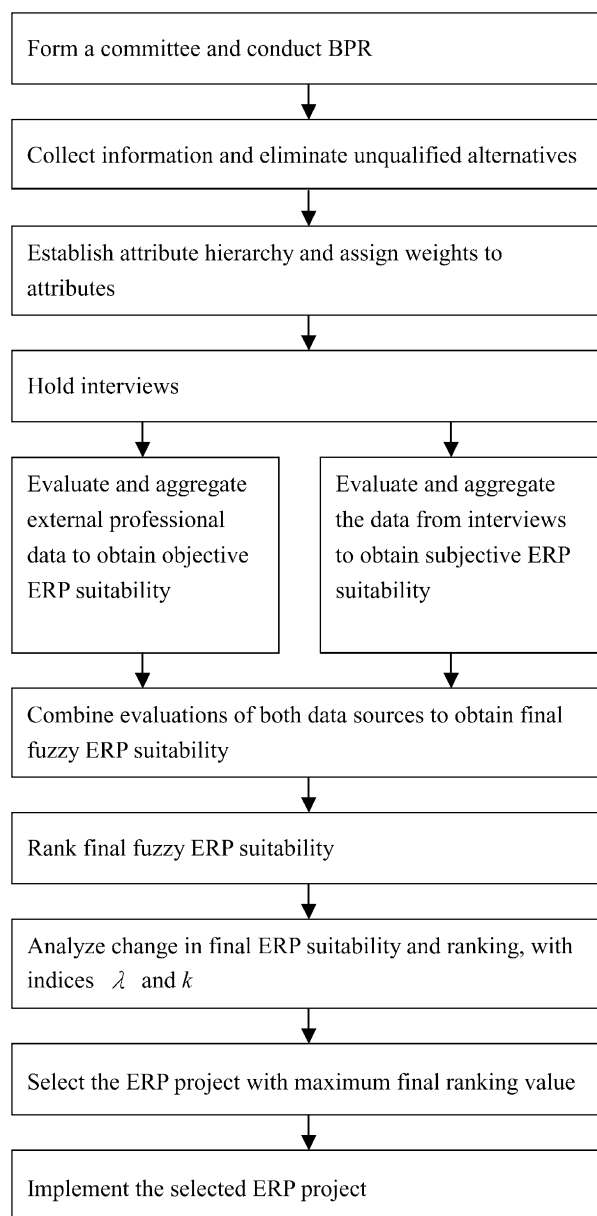 Form a committee and conduct BPR
Collect information and eliminate unqualified alternatives
Establish attribute hierarchy and assign weights to
attributes
Hold interviews
Evaluate and aggregate
external professional
data to obtain objective
ERP suitability
Evaluate and aggregate
the data from interviews
to obtain subjective ERP
suitability
Combine evaluations of both data sources to obtain final
fuzzy ERP suitability
Rank final fuzzy ERP suitability
Analyze change in final ERP suitability and ranking, with
indices λ and k
Select the ERP project with maximum final ranking value
Implement the selected ERP project